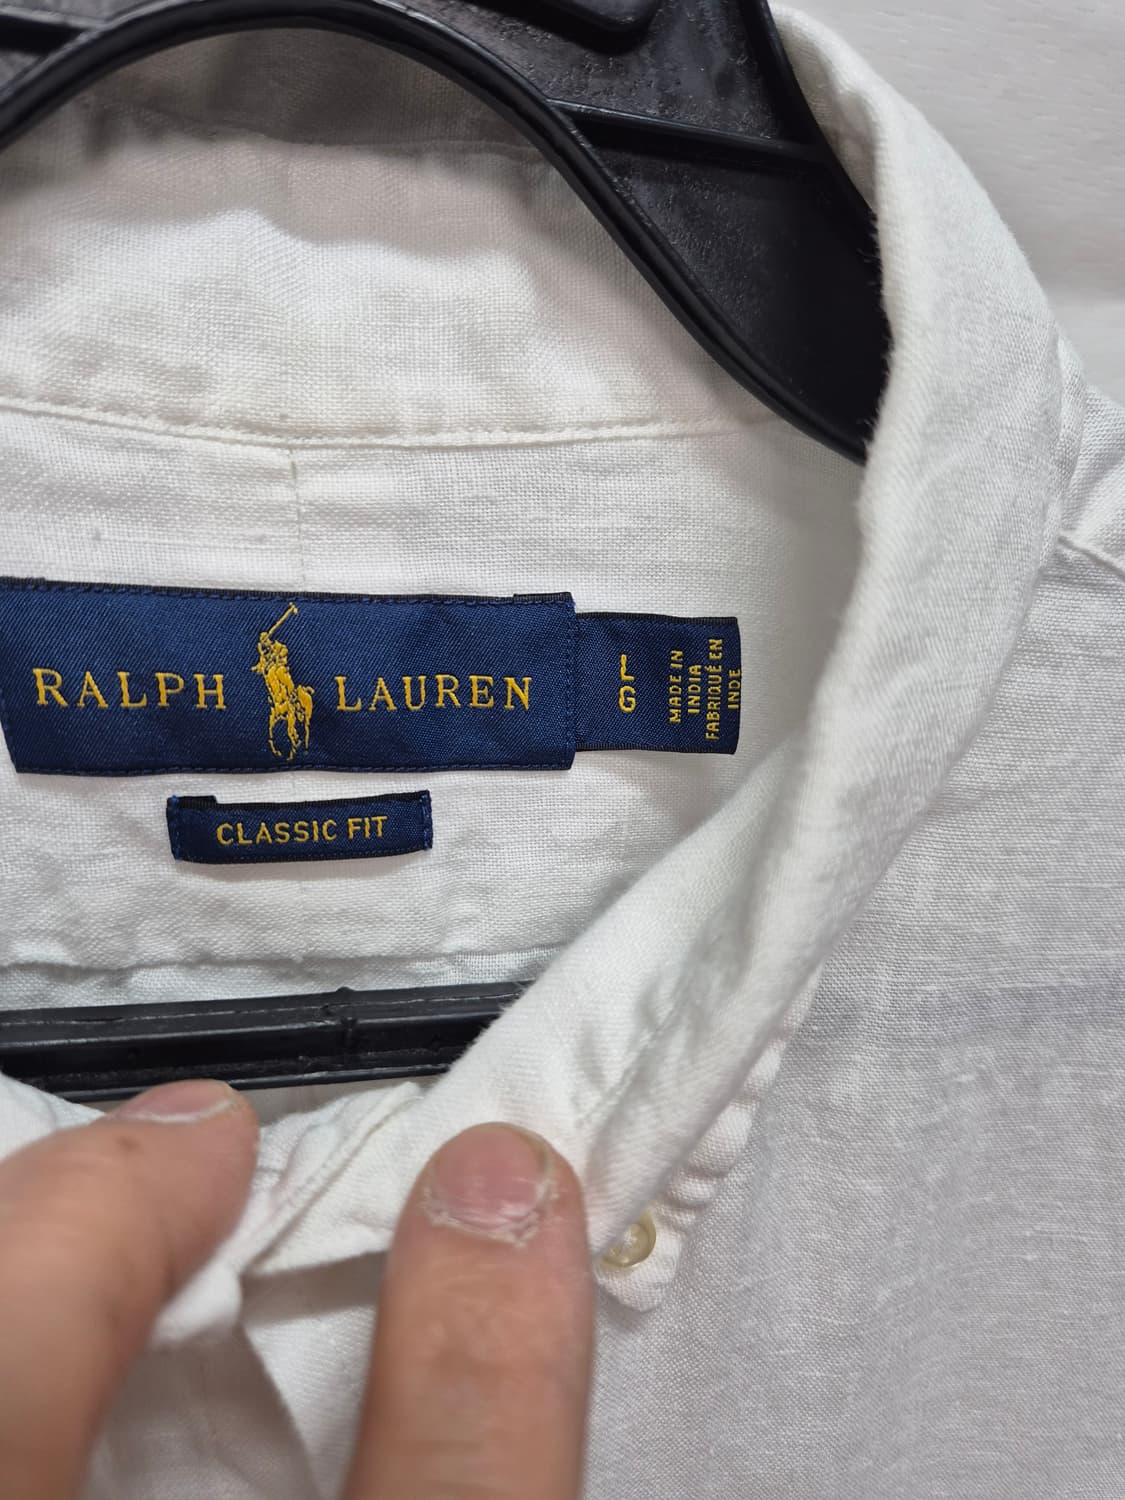 RALPH LAUREN
L
G
MADE IN
INDIA
FABRIQUÉ EN
INDE
CLASSIC FIT